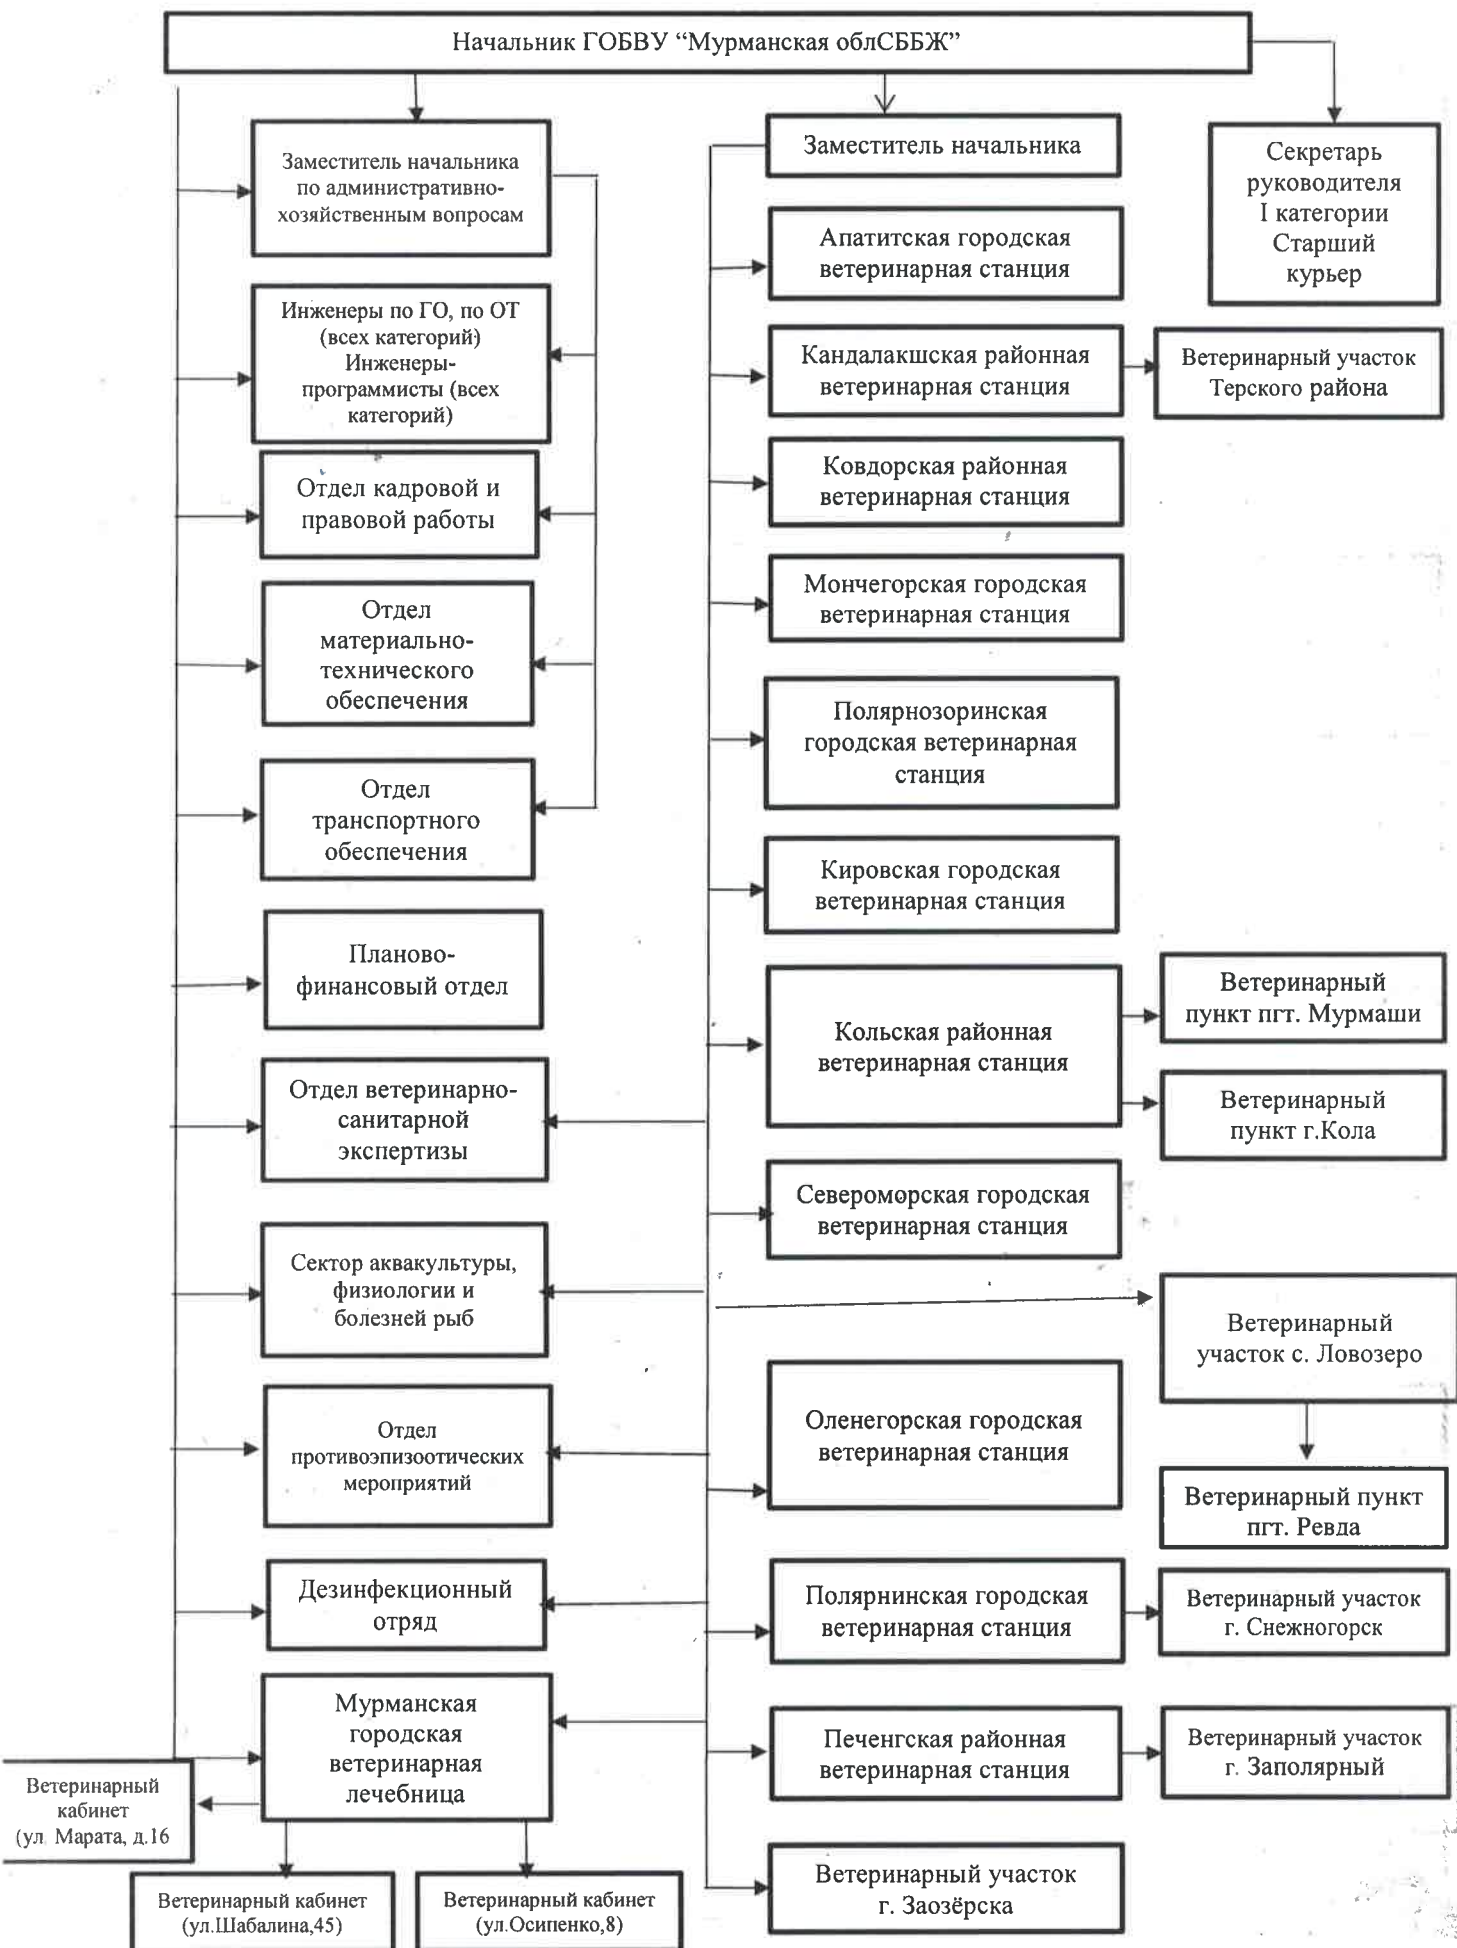 Начальник ГОБВУ “Мурманская облСББЖ”
Заместитель начальника
по административно-
хозяйственным вопросам
Инженеры по ГО, по ОТ
(всех категорий)
Инженеры-
программисты (всех
категорий)
Отдел кадровой и
правовой работы
Отдел
материально-
технического
обеспечения
Отдел
транспортного
обеспечения
Планово-
финансовый отдел
Отдел ветеринарно-
санитарной
экспертизы
Сектор аквакультуры,
физиологии и
болезней рыб
Отдел
противоэпизоотических
мероприятий
Дезинфекционный
отряд
Мурманская
городская
ветеринарная
лечебница
Ветеринарный
кабинет
(ул. Марата, д.16
Ветеринарный кабинет
(ул.Шабалина,45)
Ветеринарный кабинет
(ул.Осипенко,8)
Заместитель начальника
Апатитская городская
ветеринарная станция
Кандалакшская районная
ветеринарная станция
Ковдорская районная
ветеринарная станция
Мончегорская городская
ветеринарная станция
Полярнозоринская
городская ветеринарная
станция
Кировская городская
ветеринарная станция
Кольская районная
ветеринарная станция
Североморская городская
ветеринарная станция
Оленегорская городская
ветеринарная станция
Полярнинская городская
ветеринарная станция
Печенгская районная
ветеринарная станция
Ветеринарный участок
г. Заозёрска
Секретарь
руководителя
I категории
Старший
курьер
Ветеринарный участок
Терского района
Ветеринарный
пункт пгт. Мурмаши
Ветеринарный
пункт г.Кола
Ветеринарный
участок с. Ловозеро
Ветеринарный пункт
пгт. Ревда
Ветеринарный участок
г. Снежногорск
Ветеринарный участок
г. Заполярный